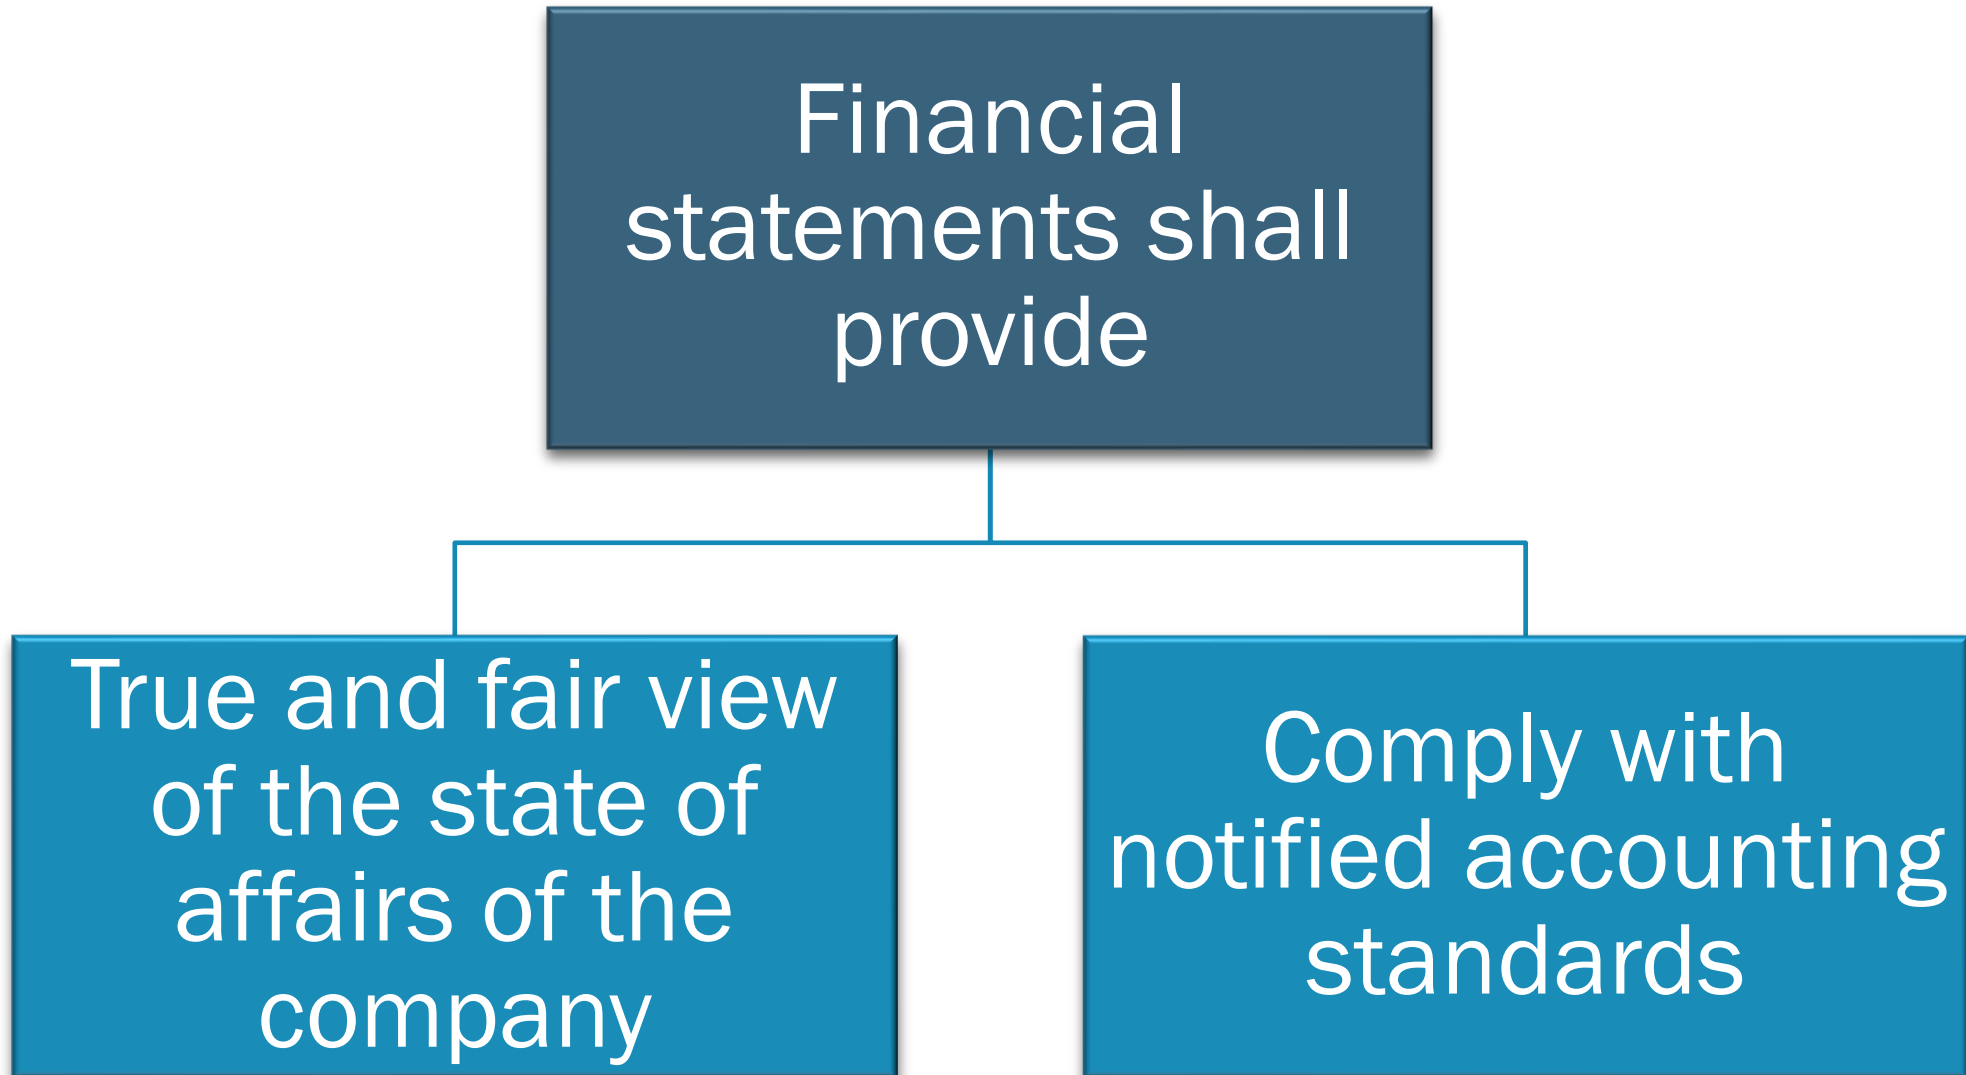 Financial
statements shall
provide
True and fair view
of the state of
affairs of the
company
Comply with
notified accounting
standards